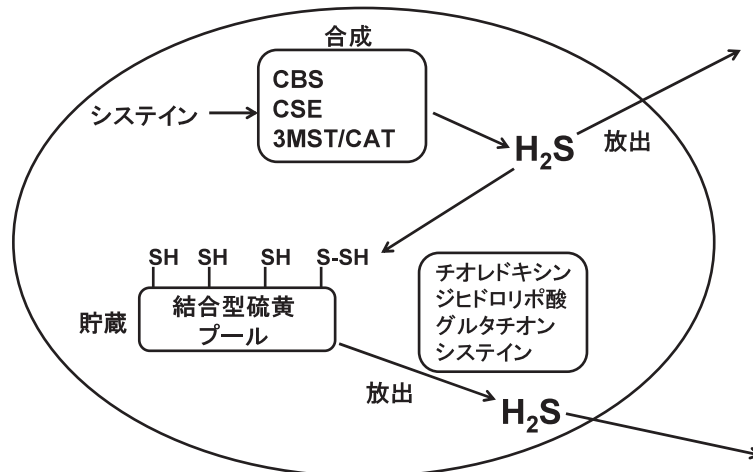 合成
CBS
CSE
3MST/CAT
システイン
H₂S
放出
SH SH SH S-SH
結合型硫黄
プール
貯蔵
チオレドキシン
ジヒドロリポ酸
グルタチオン
システイン
放出
H₂S